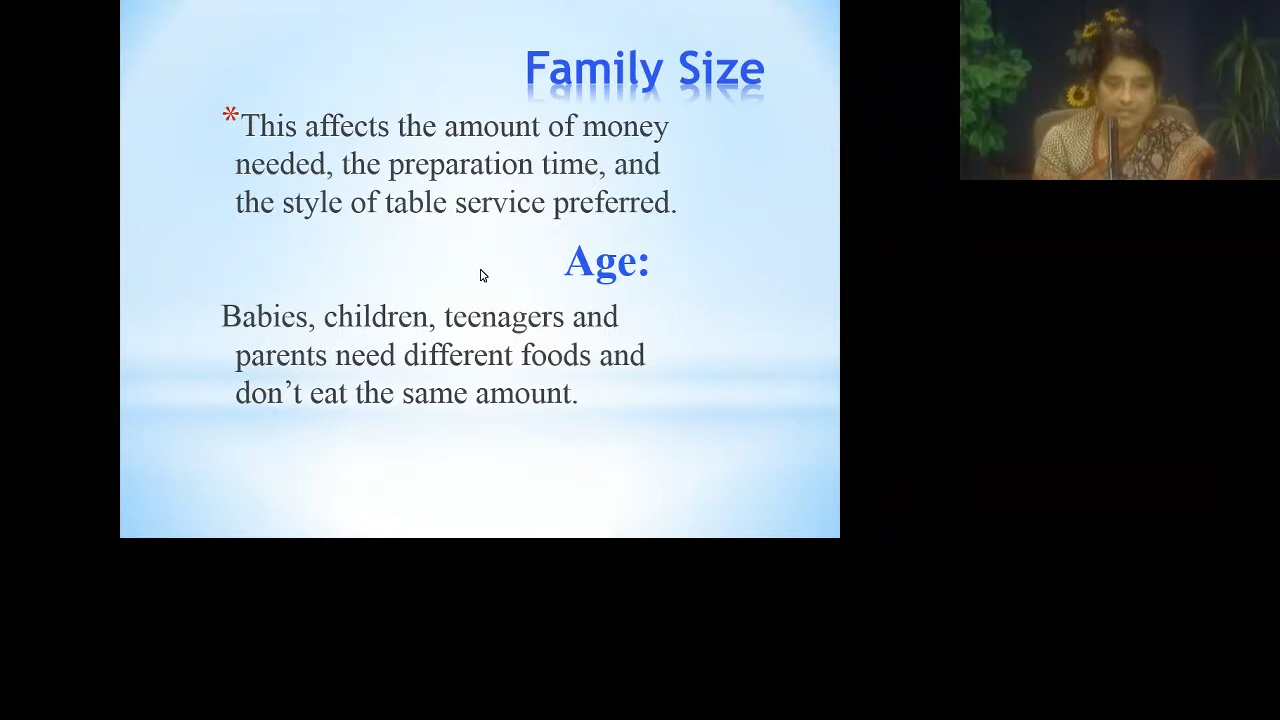 Family Size
*This affects the amount of money
needed, the preparation time, and
the style of table service preferred.
Age:
Babies, children, teenagers and
parents need different foods and
don’t eat the same amount.